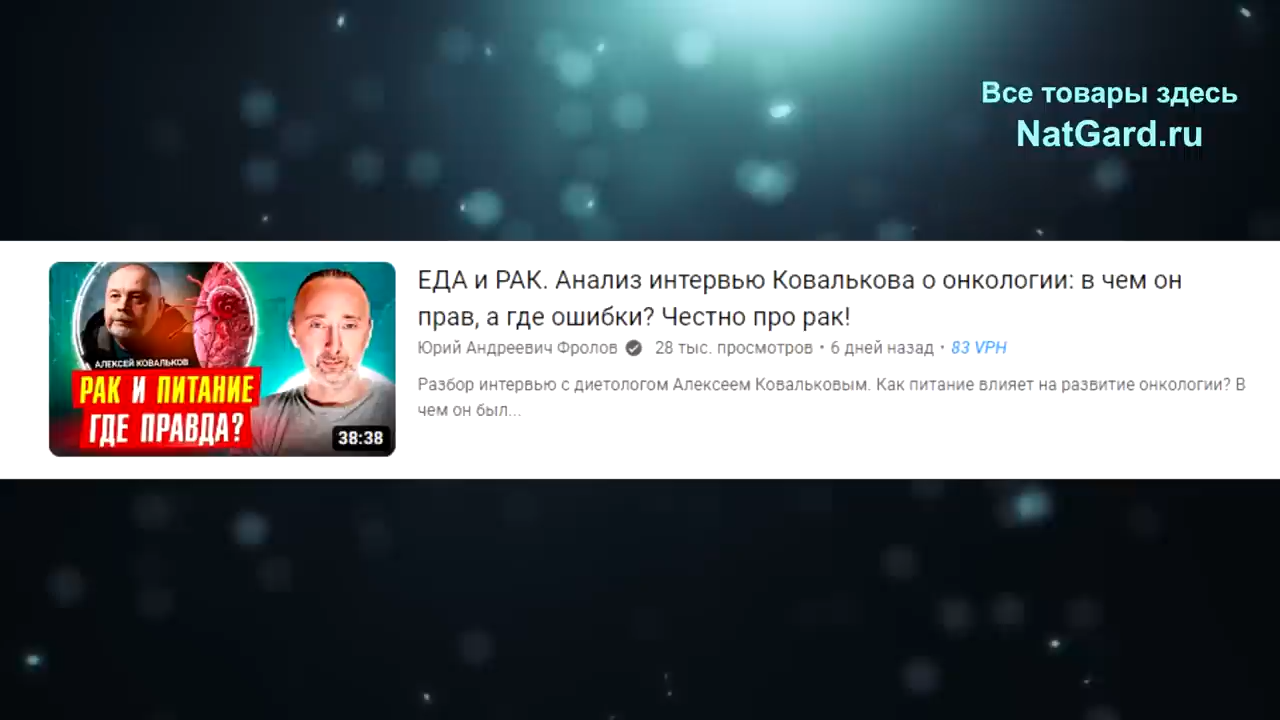 Все товары здесь
NatGard.ru
АЛЕКСЕЙ КОВАЛЬКОВ
РАК И ПИТАНИЕ
ГДЕ ПРАВДА?
38:38
ЕДА и РАК. Анализ интервью Ковалькова о онкологии: в чем он
прав, а где ошибки? Честно про рак!
Юрий Андреевич Фролов 28 тыс. просмотров • 6 дней назад • 83 VPH
Разбор интервью с диетологом Алексеем Ковальковым. Как питание влияет на развитие онкологии? В
чем он был...